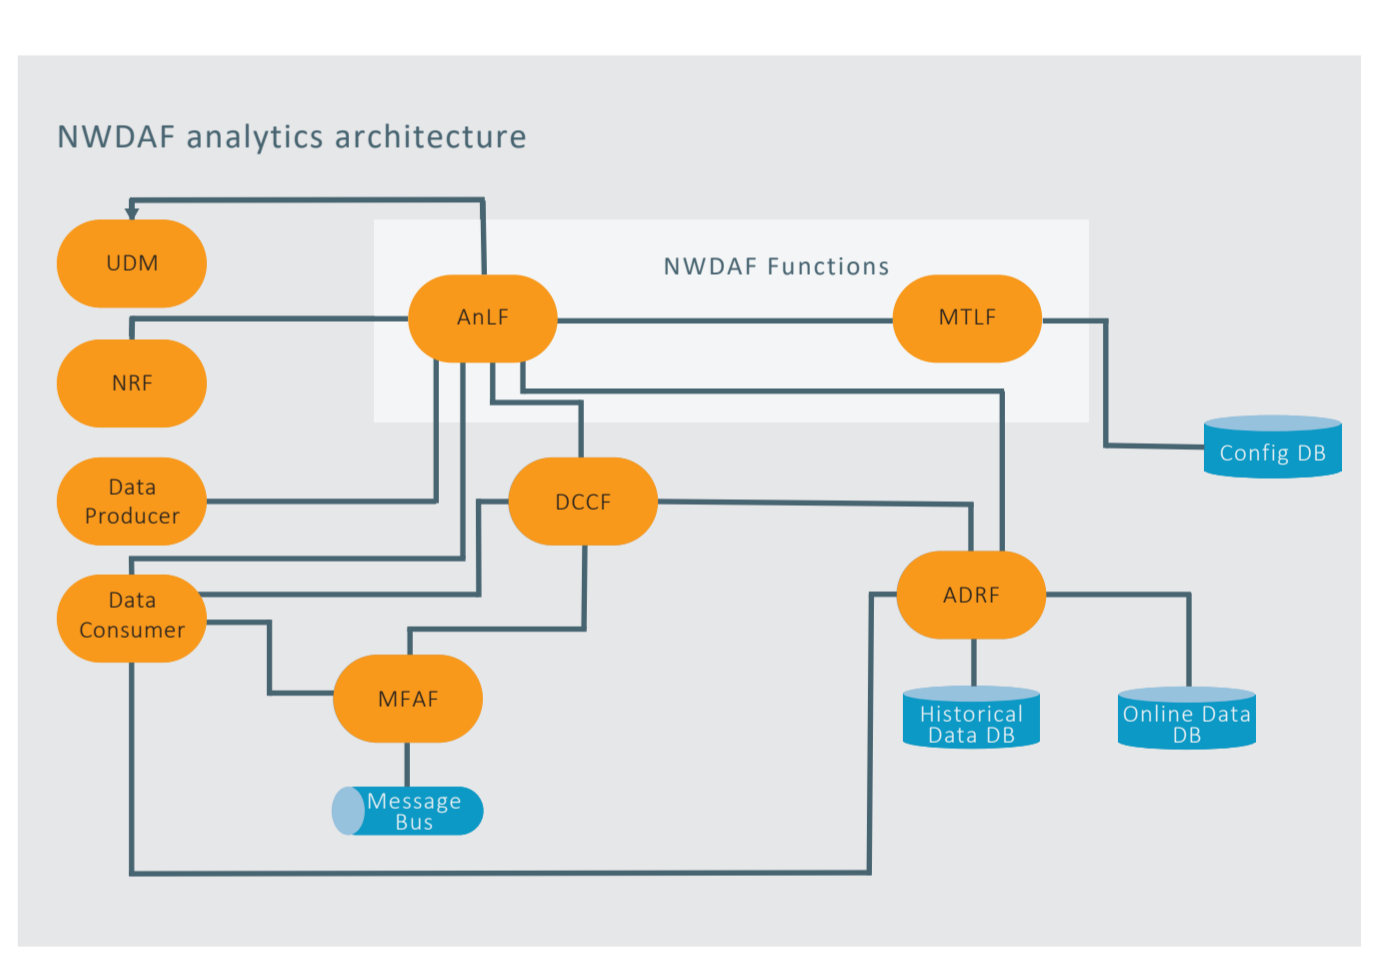 NWDAF analytics architecture
UDM
NWDAF Functions
AnLF
MTLF
NRF
Config DB
Data
Producer
DCCF
Data
Consumer
ADRF
MFAF
Historical
Data DB
Online Data
DB
Message
Bus